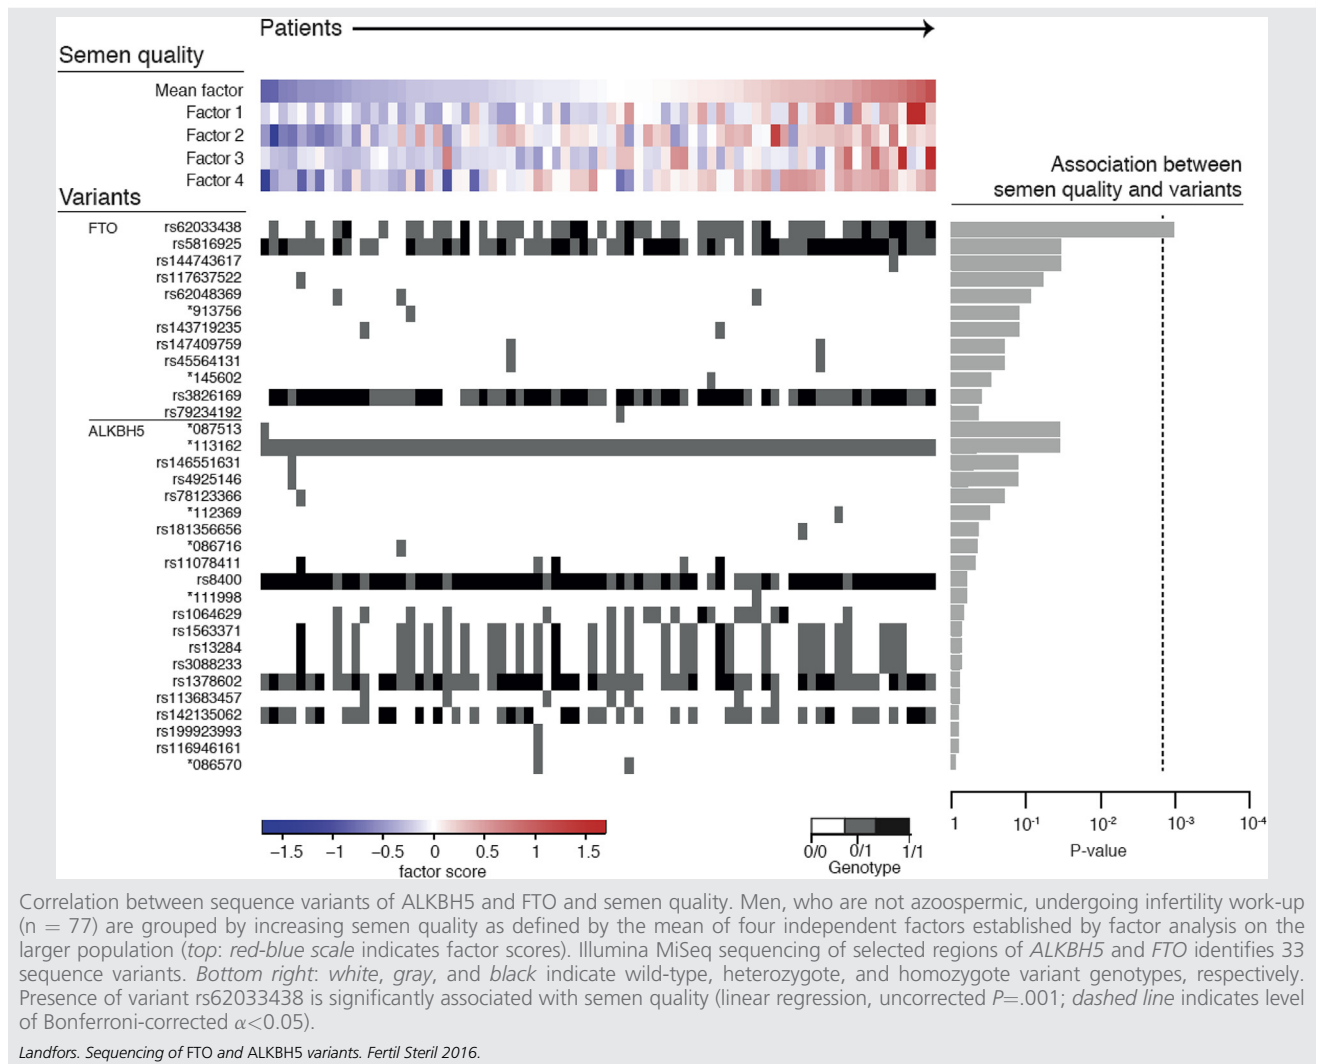 Patients
Semen quality
Mean factor
Factor 1
Factor 2
Factor 3
Factor 4
Variants
Association between
semen quality and variants
FTO
rs62033438
rs5816925
rs144743617
rs117637522
rs62048369
*913756
rs143719235
rs147409759
rs45564131
*145602
rs3826169
rs79234192
ALKBH5
*087513
*113162
rs146551631
rs4925146
rs78123366
*112369
rs181356656
*086716
rs11078411
rs8400
*111998
rs1064629
rs1563371
rs13284
rs3088233
rs1378602
rs113683457
rs142135062
rs199923993
rs116946161
*086570
−1.5 −1 −0.5 0 0.5 1 1.5
factor score
0/0 0/1 1/1
Genotype
1 10-1 10-2 10-3 10-4
P-value
Correlation between sequence variants of ALKBH5 and FTO and semen quality. Men, who are not azoospermic, undergoing infertility work-up
(n = 77) are grouped by increasing semen quality as defined by the mean of four independent factors established by factor analysis on the
larger population (top: red-blue scale indicates factor scores). Illumina MiSeq sequencing of selected regions of ALKBH5 and FTO identifies 33
sequence variants. Bottom right: white, gray, and black indicate wild-type, heterozygote, and homozygote variant genotypes, respectively.
Presence of variant rs62033438 is significantly associated with semen quality (linear regression, uncorrected P=.001; dashed line indicates level
of Bonferroni-corrected α<0.05).
Landfors. Sequencing of FTO and ALKBH5 variants. Fertil Steril 2016.